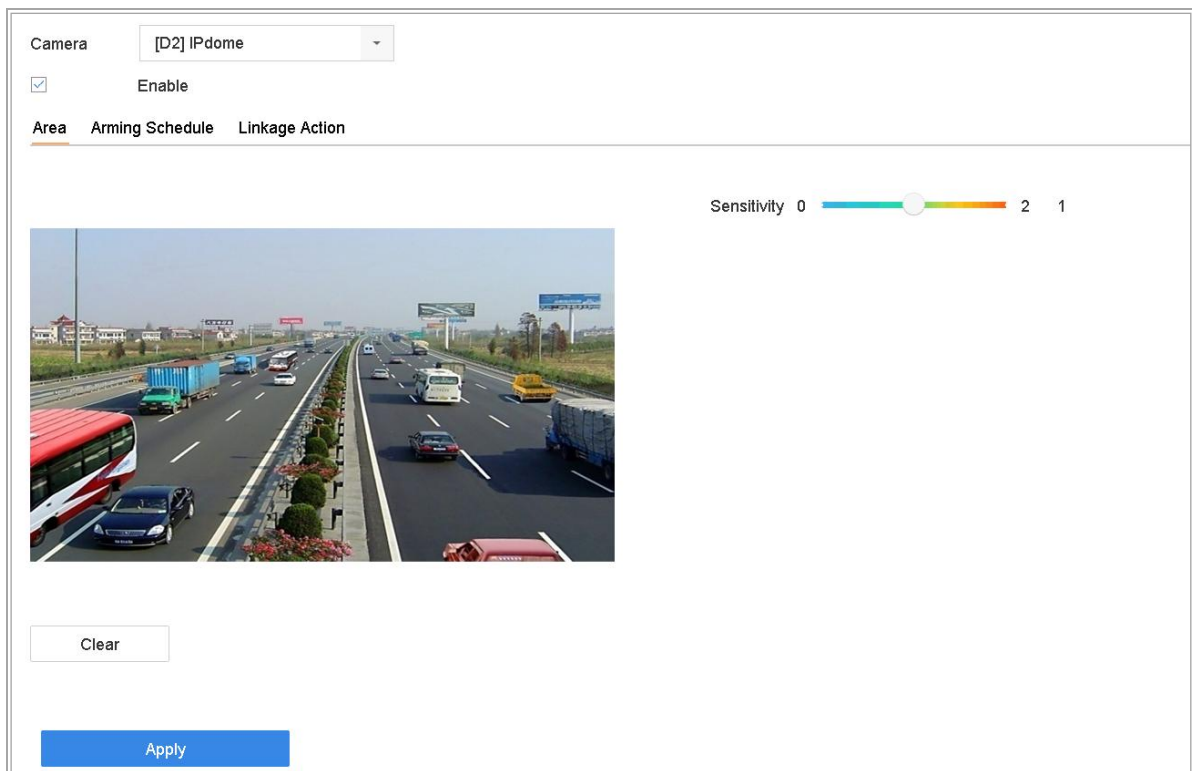 Camera [D2] IPdome
Enable
Area Arming Schedule Linkage Action
Sensitivity 0 2 1
Clear
Apply